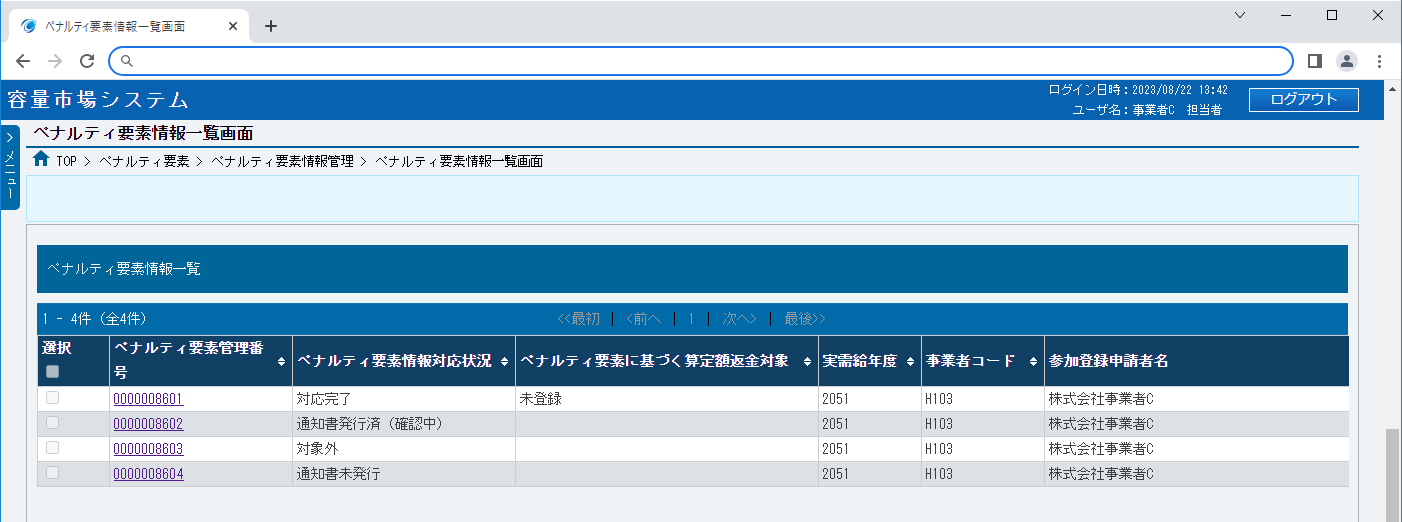 ペナルティ要素情報一覧画面
容量市場システム
ログイン日時：2023/08/22 13:42
ユーザ名：事業者C　担当者
ログアウト
＞メニュー
ペナルティ要素情報一覧画面
TOP ＞ ペナルティ要素 ＞ ペナルティ要素情報管理 ＞ ペナルティ要素情報一覧画面
ペナルティ要素情報一覧
1 - 4件（全4件） <<最初 | <前へ | 1 | 次へ> | 最後>>
選択 ペナルティ要素管理番号 ペナルティ要素情報対応状況 ペナルティ要素に基づく算定額返金対象 実需給年度 事業者コード 参加登録申請者名
0000008601 対応完了 未登録 2051 H103 株式会社事業者C
0000008602 通知書発行済（確認中） 2051 H103 株式会社事業者C
0000008603 対象外 2051 H103 株式会社事業者C
0000008604 通知書未発行 2051 H103 株式会社事業者C